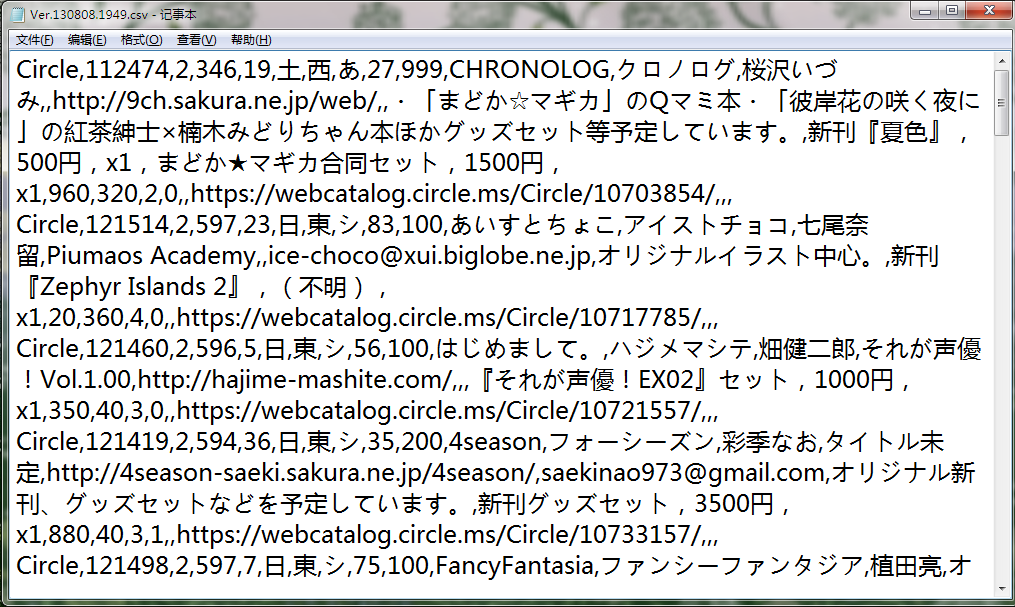 Ver.130808.1949.csv - 记事本
文件(F) 编辑(E) 格式(O) 查看(V) 帮助(H)
Circle,112474,2,346,19,土,西,あ,27,999,CHRONOLOG,クロノログ,桜沢いづ
み,,http://9ch.sakura.ne.jp/web/,,・「まどか☆マギカ」のQマミ本・「彼岸花の咲く夜に
」の紅茶紳士×楠木みどりちゃん本ほかグッズセット等予定しています。,新刊『夏色』，
500円，x1，まどか★マギカ合同セット，1500円，
x1,960,320,2,0,,https://webcatalog.circle.ms/Circle/10703854/,,,
Circle,121514,2,597,23,日,東,シ,83,100,あいすとちょこ,アイストチョコ,七尾奈
留,Piumaos Academy,,ice-choco@xui.biglobe.ne.jp,オリジナルイラスト中心。,新刊
『Zephyr Islands 2』，（不明），
x1,20,360,4,0,,https://webcatalog.circle.ms/Circle/10717785/,,,
Circle,121460,2,596,5,日,東,シ,56,100,はじめまして。,ハジメマシテ,畑健二郎,それが声優
！Vol.1.00,http://hajime-mashite.com/,,,『それが声優！EX02』セット，1000円，
x1,350,40,3,0,,https://webcatalog.circle.ms/Circle/10721557/,,,
Circle,121419,2,594,36,日,東,シ,35,200,4season,フォーシーズン,彩季なお,タイトル未
定,http://4season-saeki.sakura.ne.jp/4season/,saekinao973@gmail.com,オリジナル新
刊、グッズセットなどを予定しています。,新刊グッズセット，3500円，
x1,880,40,3,1,,https://webcatalog.circle.ms/Circle/10733157/,,,
Circle,121498,2,597,7,日,東,シ,75,100,FancyFantasia,ファンシーファンタジア,植田亮,オ